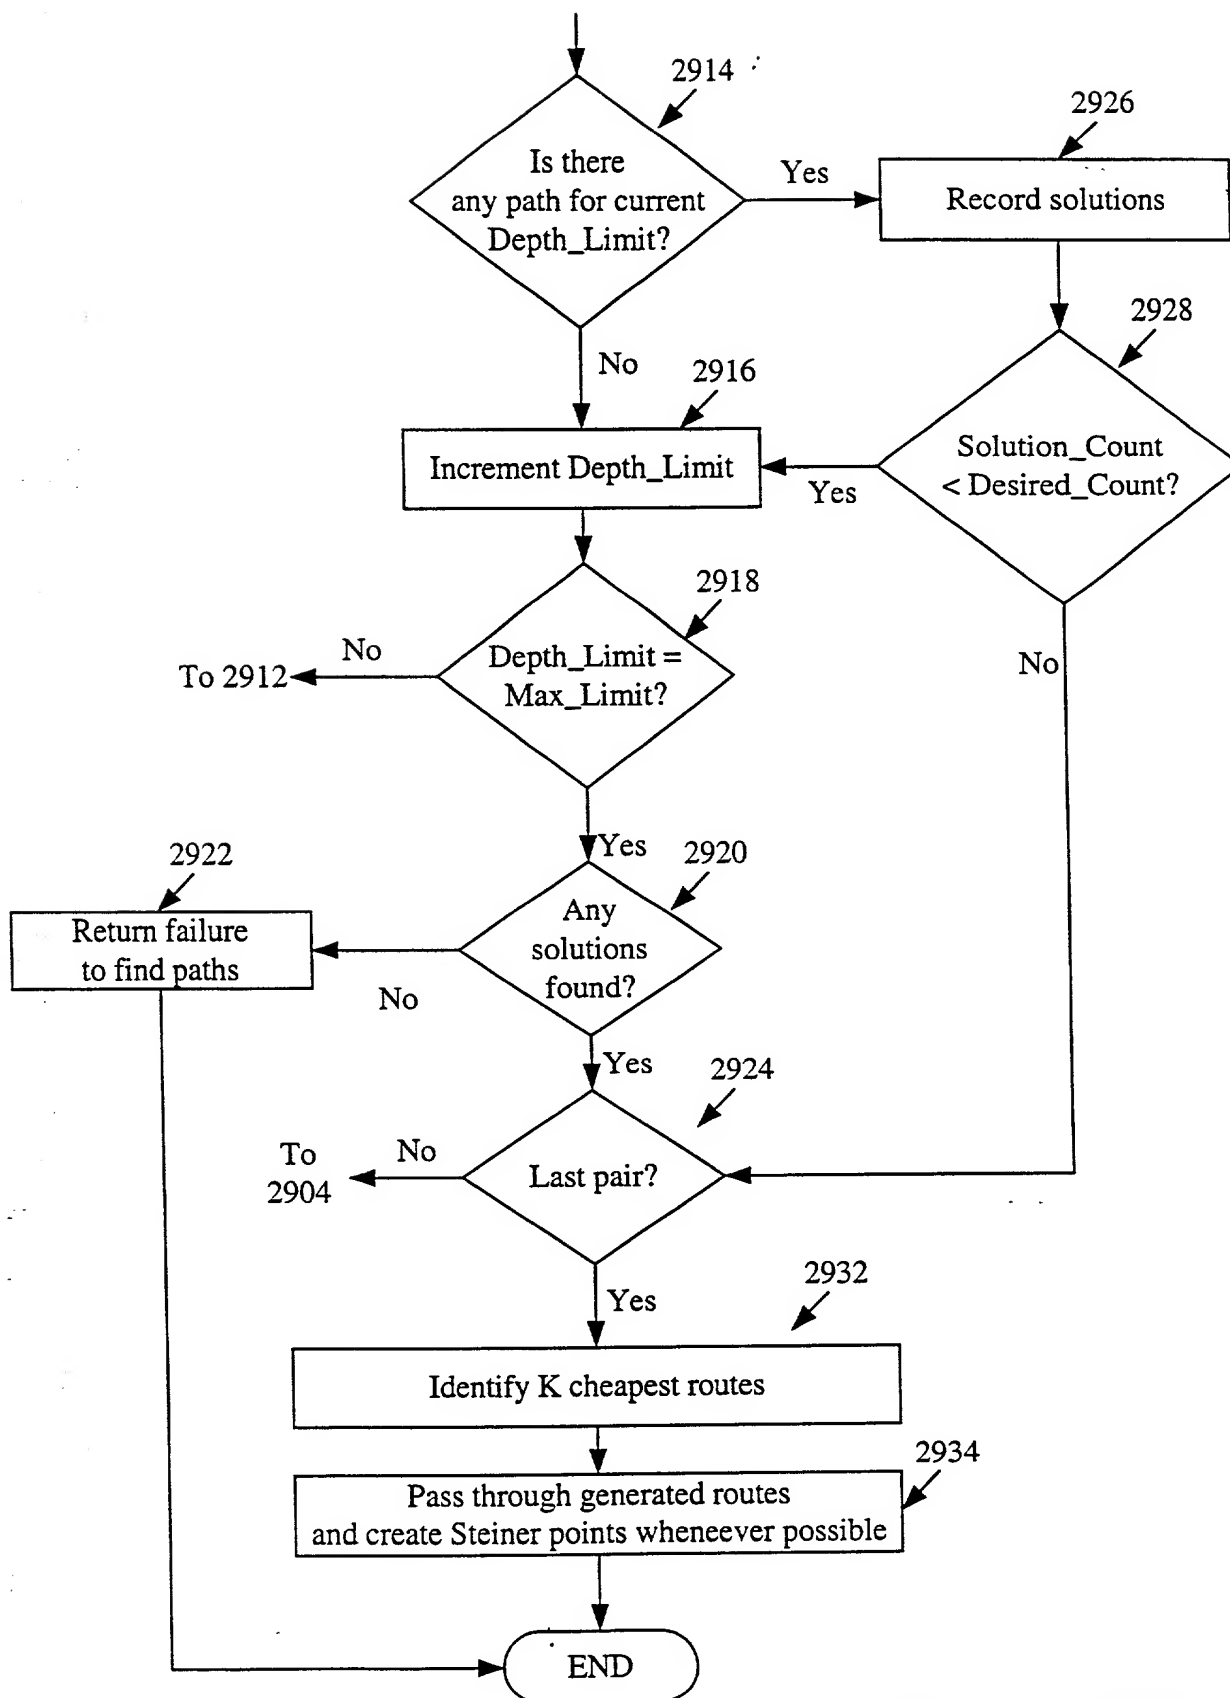 2914
Is there
any path for current
Depth_Limit?
Yes
2926
Record solutions
2928
Solution_Count
< Desired_Count?
Yes
No
No
2916
Increment Depth_Limit
2918
Depth_Limit =
Max_Limit?
No
To 2912
Yes
2920
Any
solutions
found?
No
2922
Return failure
to find paths
Yes
2924
Last pair?
No
To
2904
Yes
2932
Identify K cheapest routes
2934
Pass through generated routes
and create Steiner points wheneever possible
END